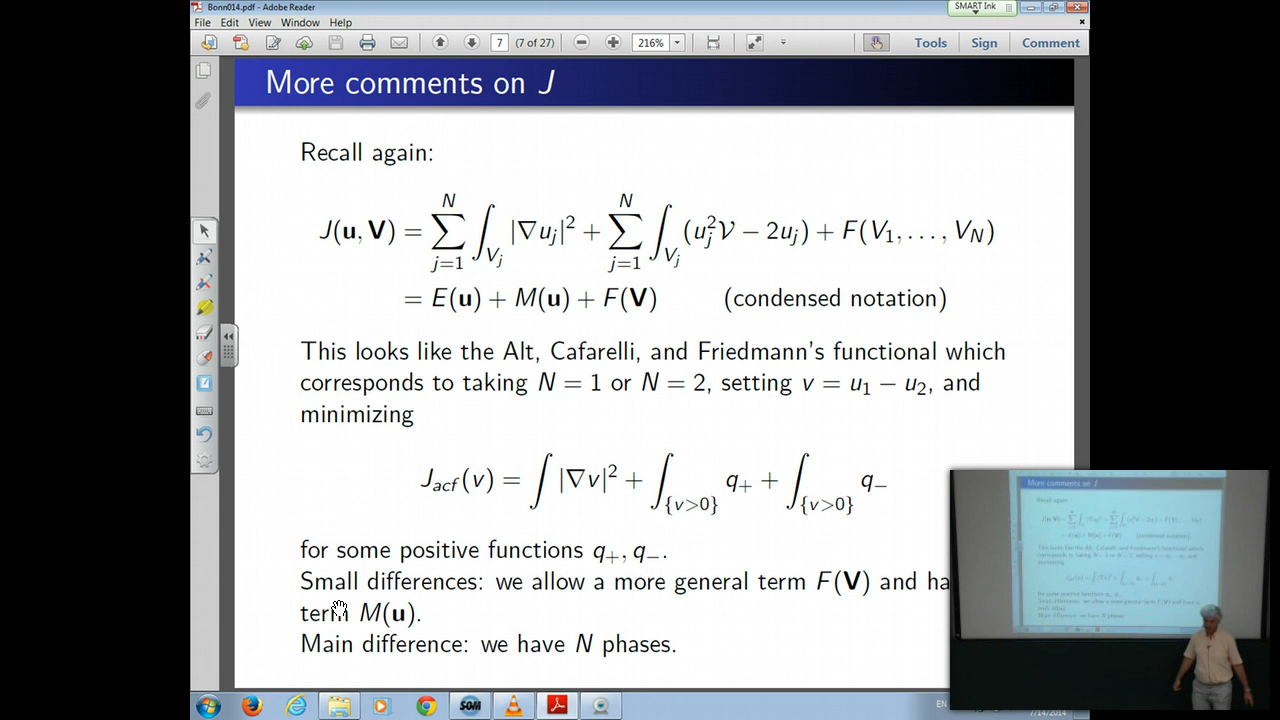 Bonn014.pdf - Adobe Reader
SMART Ink
File Edit View Window Help
7 (7 of 27) 216% Tools Sign Comment
More comments on J
Recall again:
J(u, V) = ∑_{j=1}^{N} ∫_{V_j} |∇u_j|² + ∑_{j=1}^{N} ∫_{V_j} (u_j² 𝒱 − 2u_j) + F(V_1, . . . , V_N)
= E(u) + M(u) + F(V) (condensed notation)
This looks like the Alt, Cafarelli, and Friedmann's functional which
corresponds to taking N = 1 or N = 2, setting v = u_1 − u_2, and
minimizing
J_{acf}(v) = ∫ |∇v|² + ∫_{{v>0}} q_+ + ∫_{{v>0}} q_−
for some positive functions q_+, q_−.
Small differences: we allow a more general term F(V) and ha
term M(u).
Main difference: we have N phases.
SOM
EN
7/14/2014